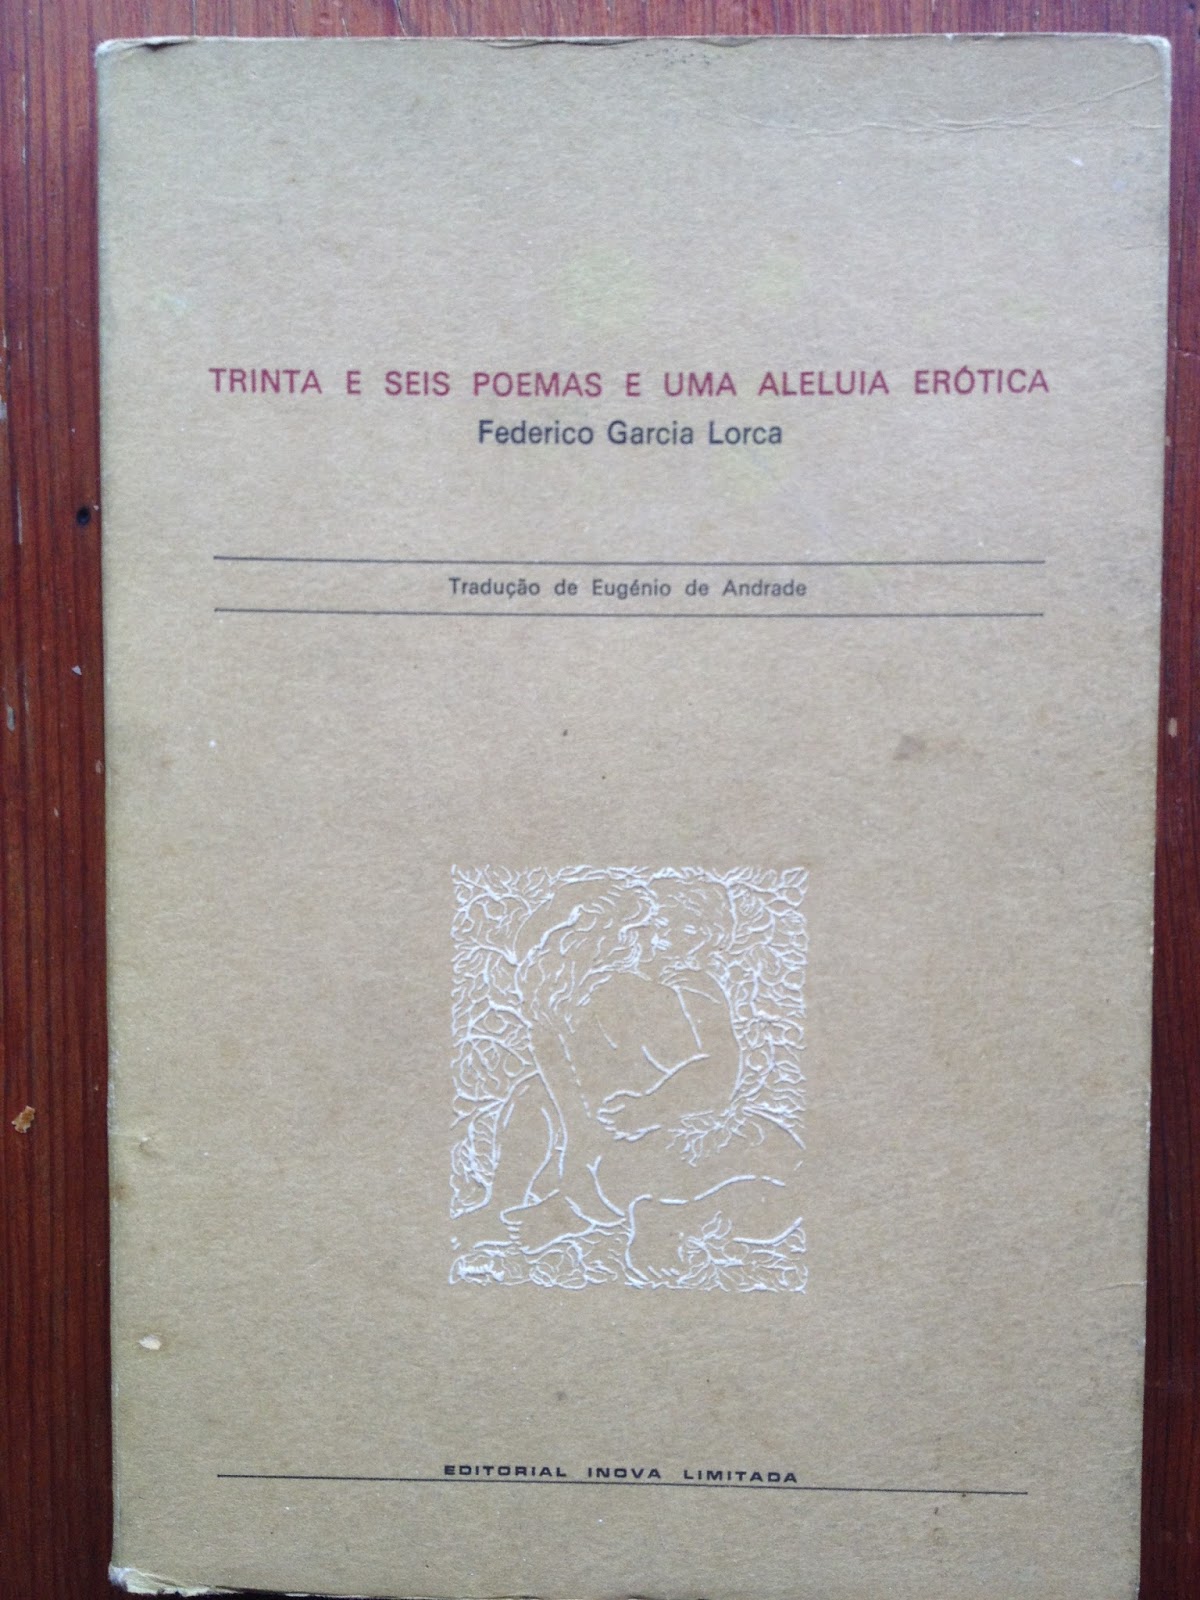 TRINTA E SEIS POEMAS E UMA ALELUIA ERÓTICA
Federico Garcia Lorca
Tradução de Eugénio de Andrade
EDITORIAL INOVA LIMITADA